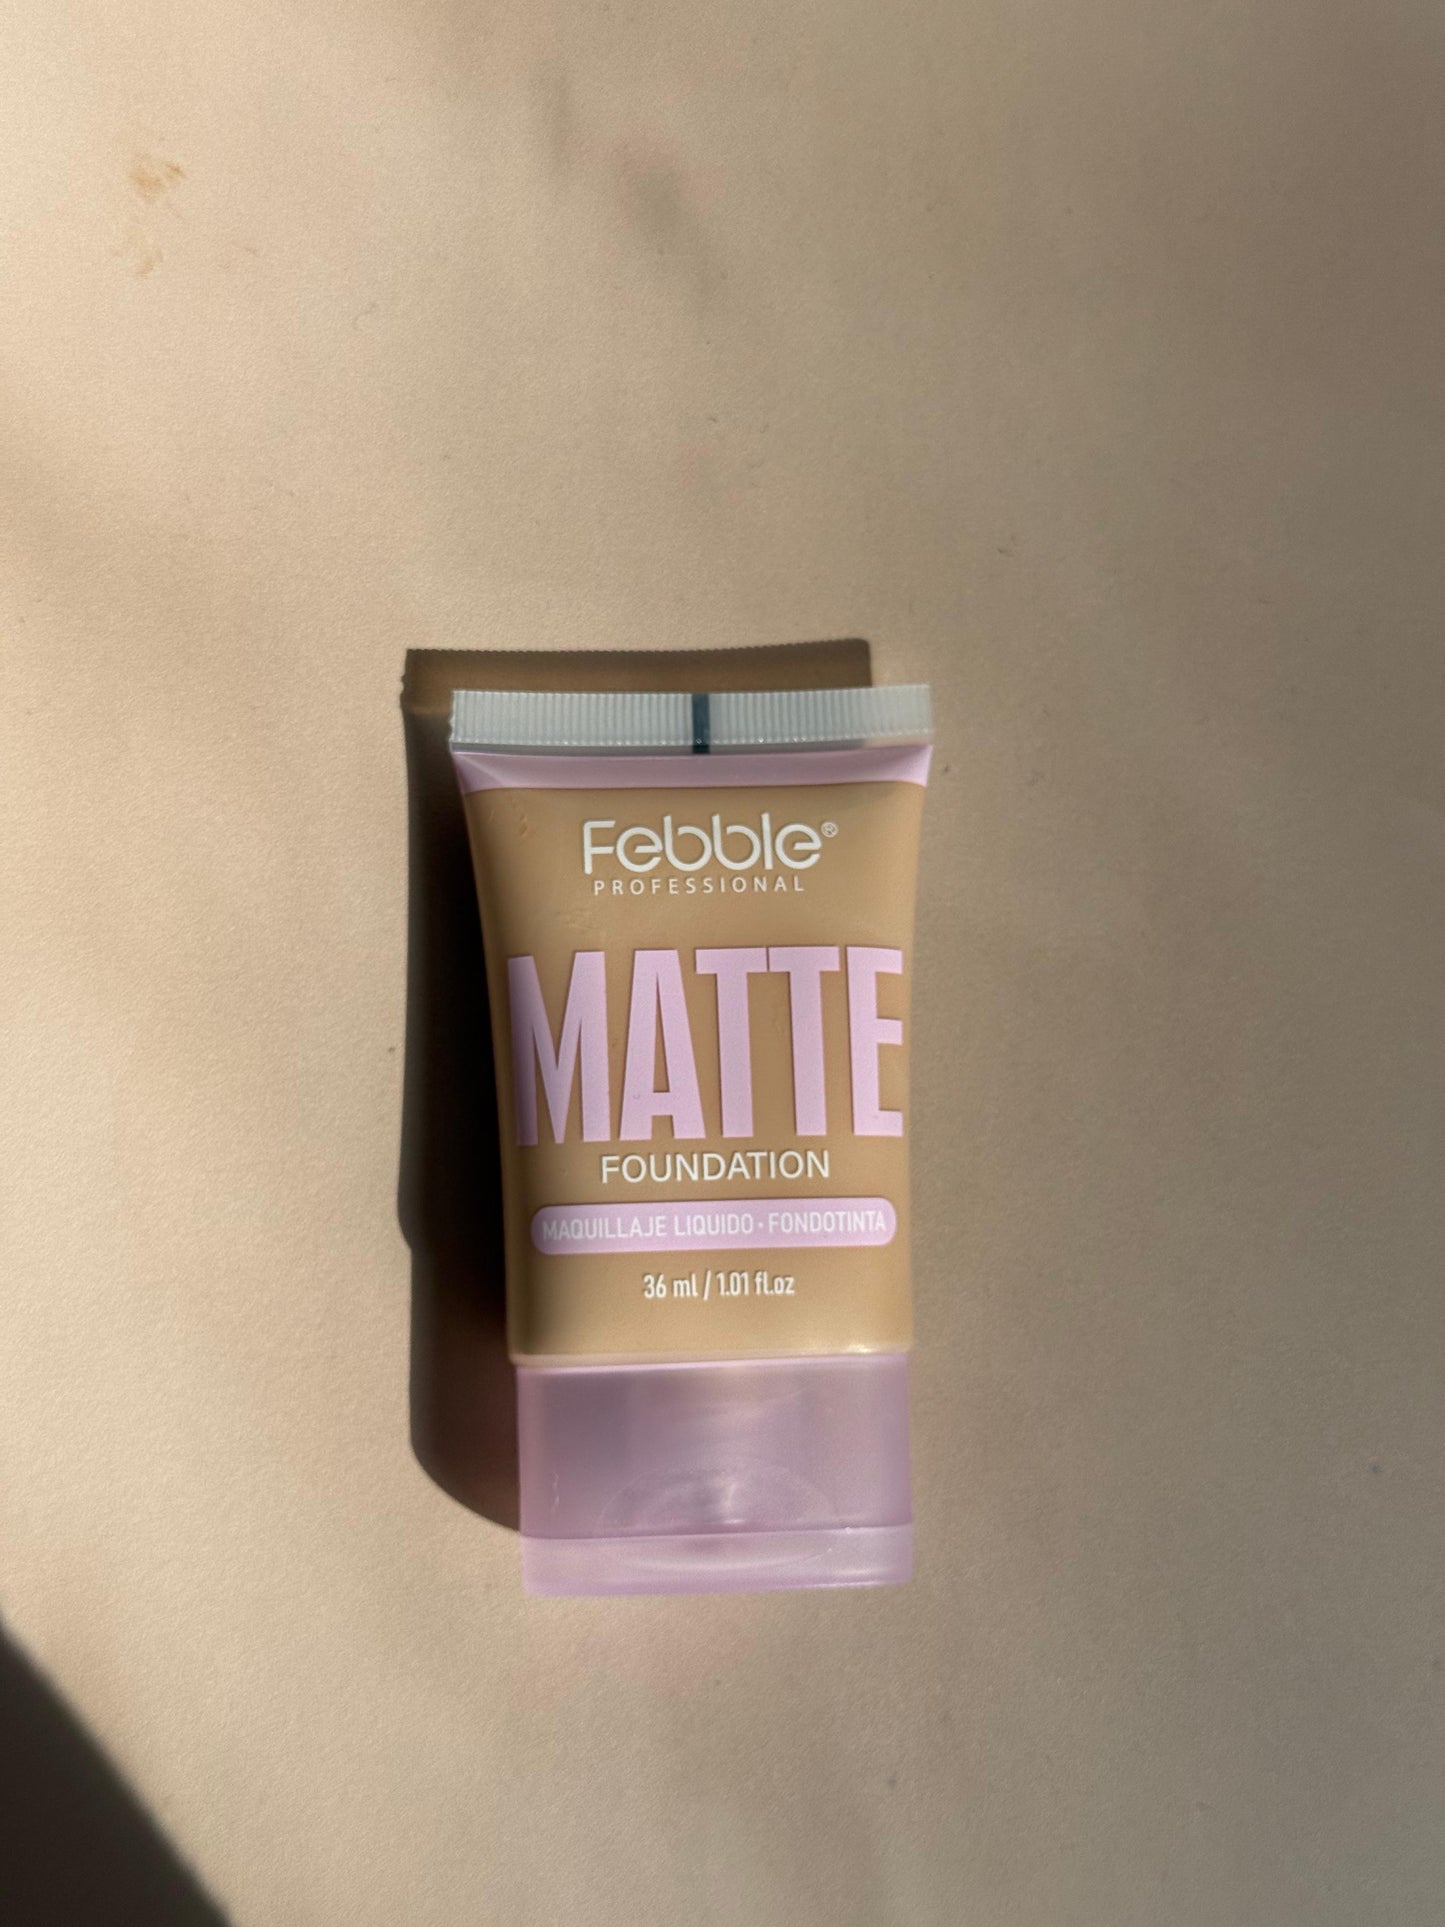 Febble®
PROFESSIONAL
MATTE
FOUNDATION
MAQUILLAJE LIQUIDO · FONDOTINTA
36 ml / 1.01 fl.oz